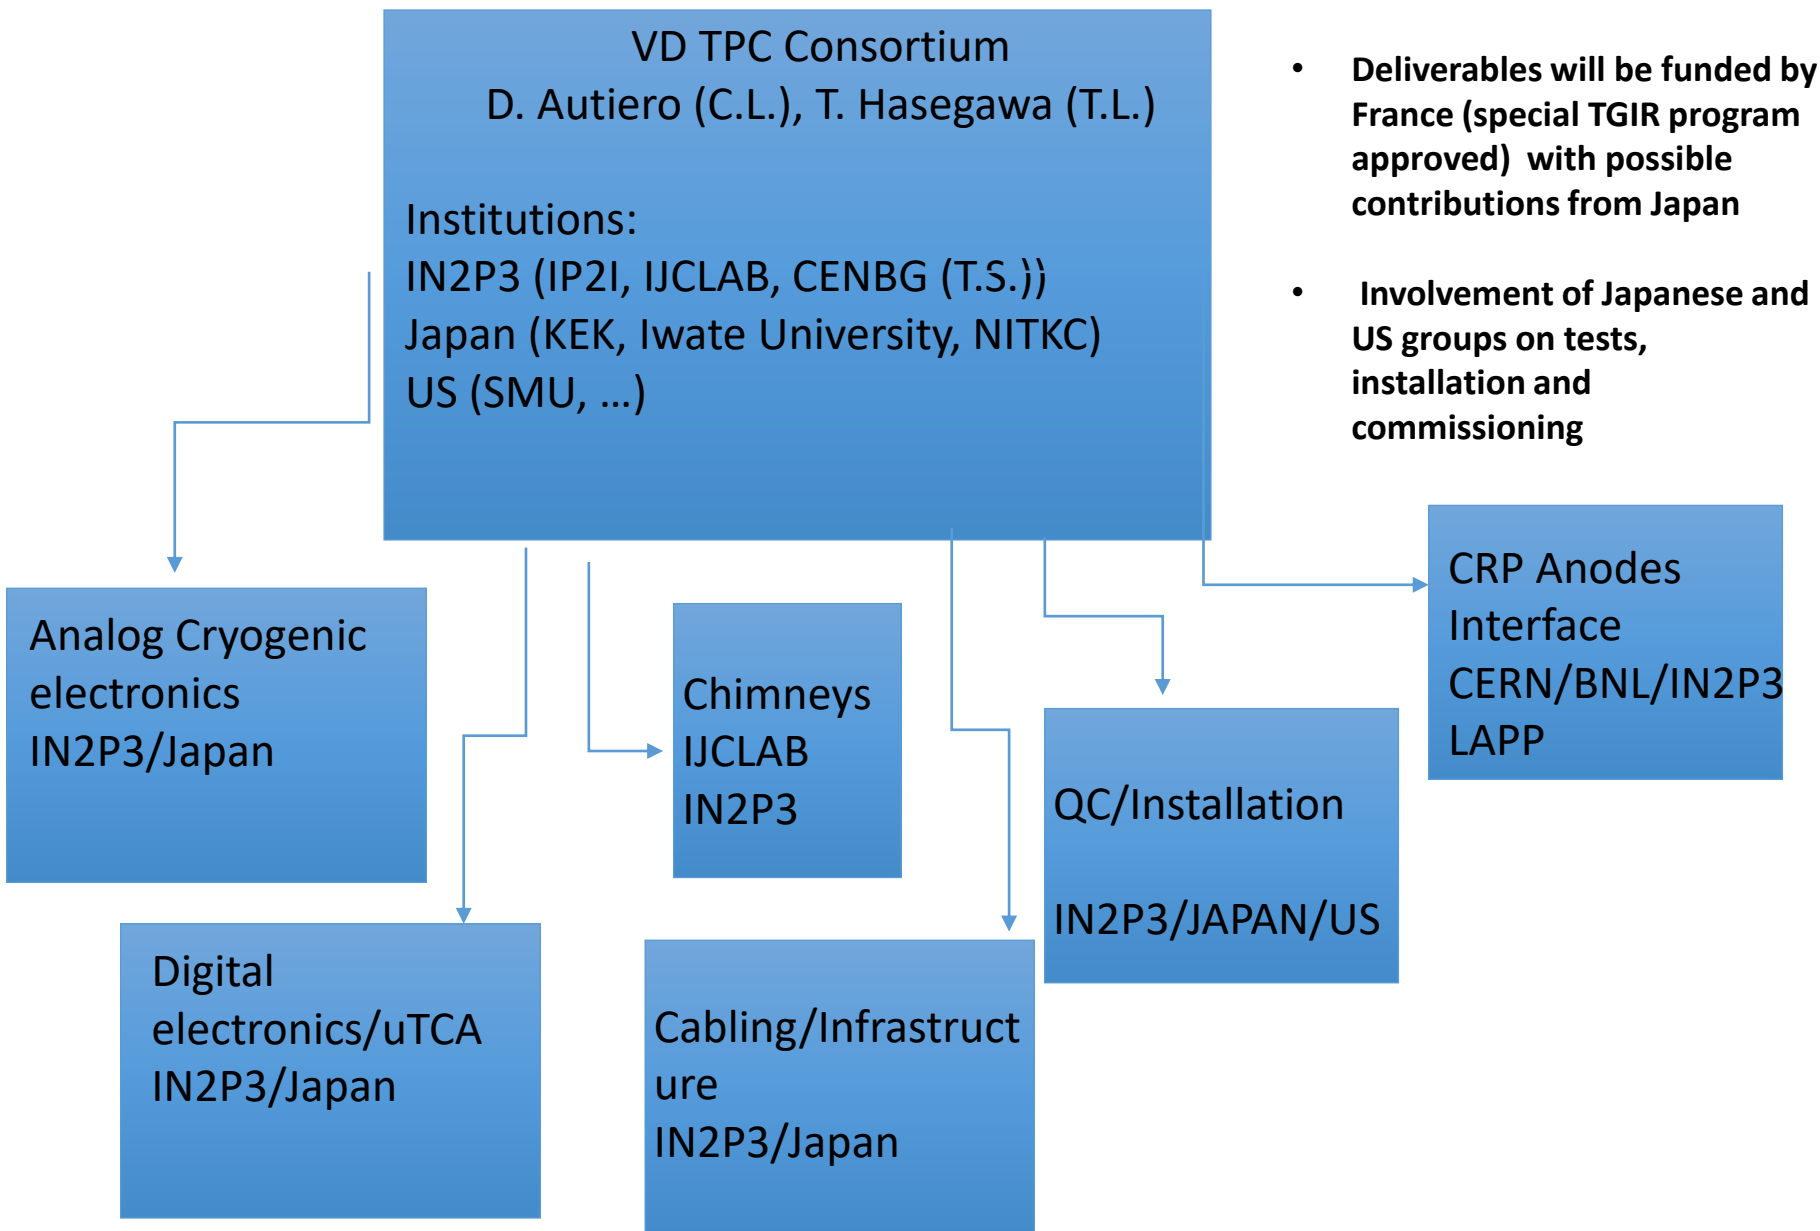 VD TPC Consortium
D. Autiero (C.L.), T. Hasegawa (T.L.)
Institutions:
IN2P3 (IP2I, IJCLAB, CENBG (T.S.))
Japan (KEK, Iwate University, NITKC)
US (SMU, …)
• Deliverables will be funded by
France (special TGIR program
approved) with possible
contributions from Japan
• Involvement of Japanese and
US groups on tests,
installation and
commissioning
Analog Cryogenic
electronics
IN2P3/Japan
Digital
electronics/uTCA
IN2P3/Japan
Chimneys
IJCLAB
IN2P3
Cabling/Infrastruct
ure
IN2P3/Japan
QC/Installation
IN2P3/JAPAN/US
CRP Anodes
Interface
CERN/BNL/IN2P3
LAPP